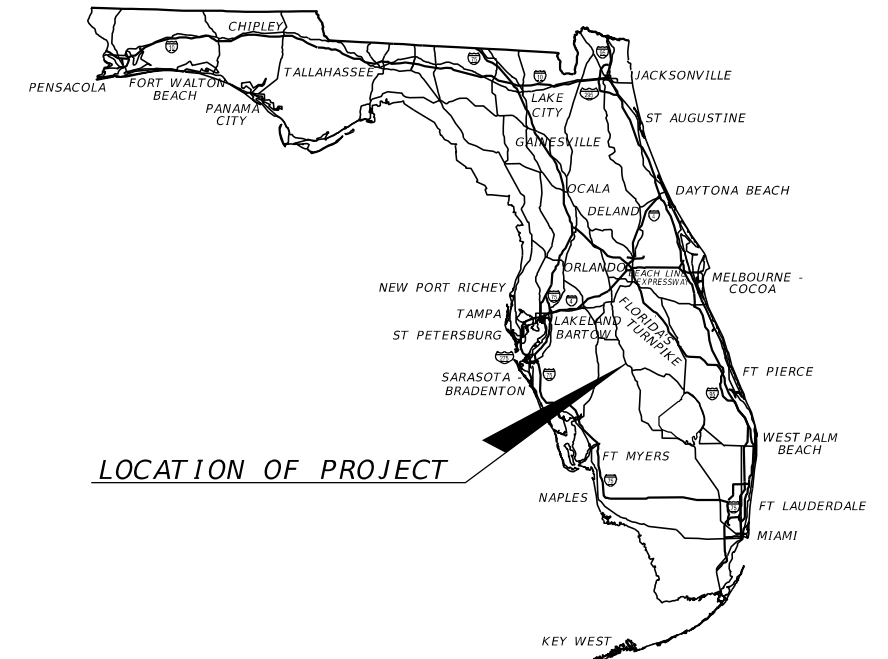 CHIPLEY
PENSACOLA
FORT WALTON
BEACH
PANAMA
CITY
TALLAHASSEE
JACKSONVILLE
LAKE
CITY
ST AUGUSTINE
GAINESVILLE
OCALA
DAYTONA BEACH
DELAND
ORLANDO
BEACH LINE
EXPRESSWAY
MELBOURNE -
COCOA
NEW PORT RICHEY
TAMPA
ST PETERSBURG
LAKELAND
BARTOW
FLORIDA'S
TURNPIKE
SARASOTA -
BRADENTON
FT PIERCE
WEST PALM
BEACH
LOCATION OF PROJECT
FT MYERS
NAPLES
FT LAUDERDALE
MIAMI
KEY WEST